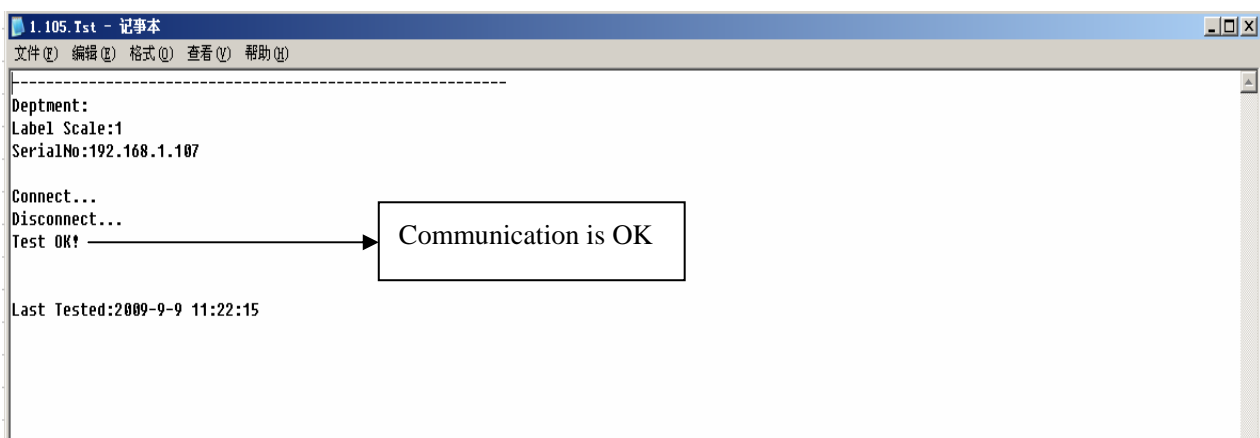 1.105.Tst - 记事本
文件(F) 编辑(E) 格式(O) 查看(V) 帮助(H)
------------------------------------------------------------
Deptment:
Label Scale:1
SerialNo:192.168.1.107
Connect...
Disconnect...
Test OK!
Communication is OK
Last Tested:2009-9-9 11:22:15